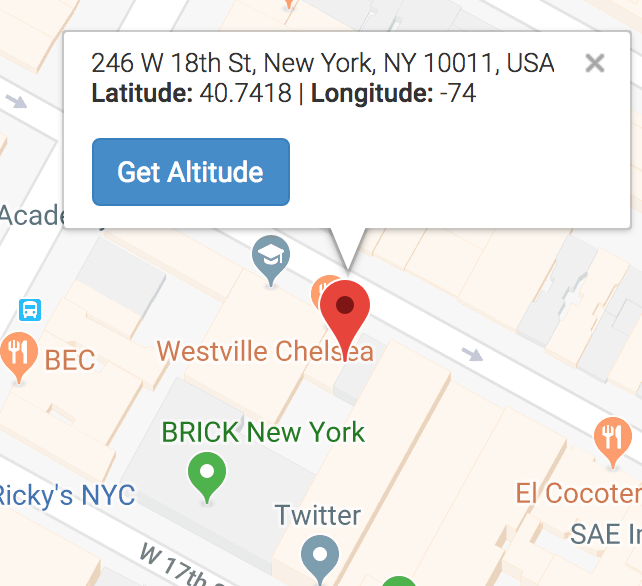 246 W 18th St, New York, NY 10011, USA
Latitude: 40.7418 | Longitude: -74
Get Altitude
Westville Chelsea
BEC
BRICK New York
Ricky's NYC
El Cocoter
Twitter
SAE
W 17th